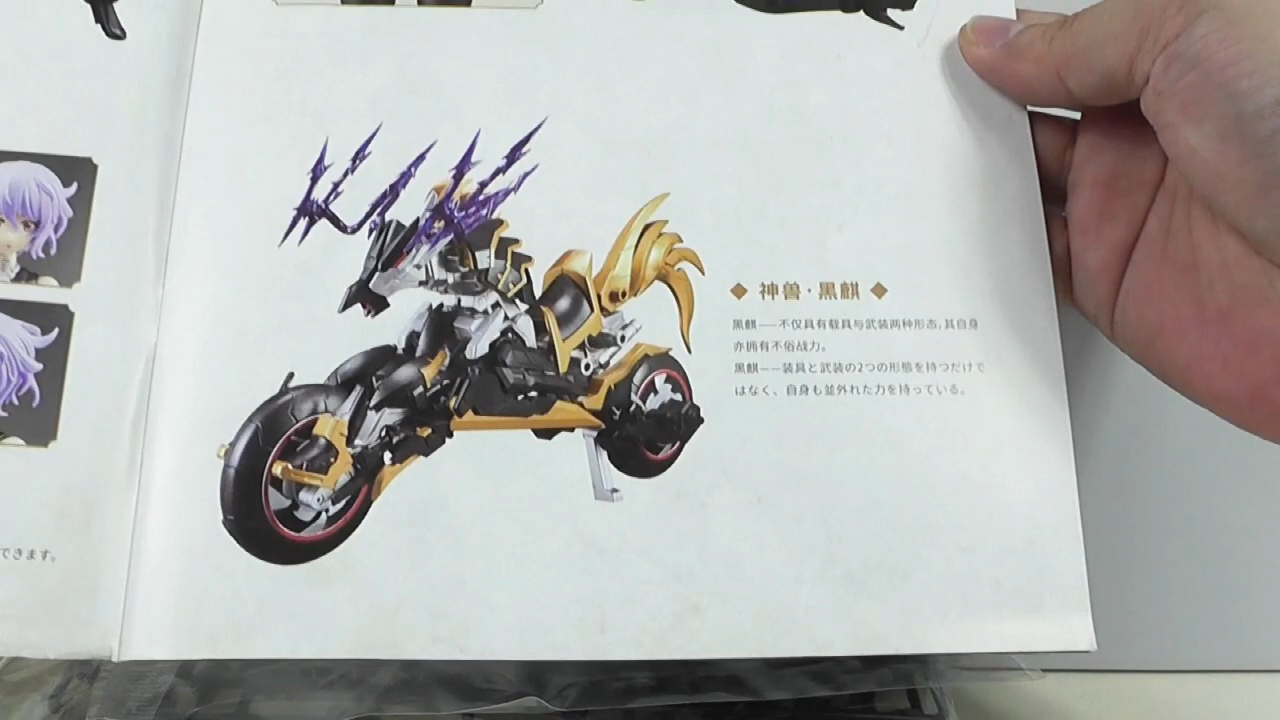 神兽·黑麒
黑麒——不仅具有载具与武装两种形态,其自身
亦拥有不俗战力。
黒麒——装具と武装の2つの形態を持つだけで
はなく、自身も並外れた力を持っている。
できます。